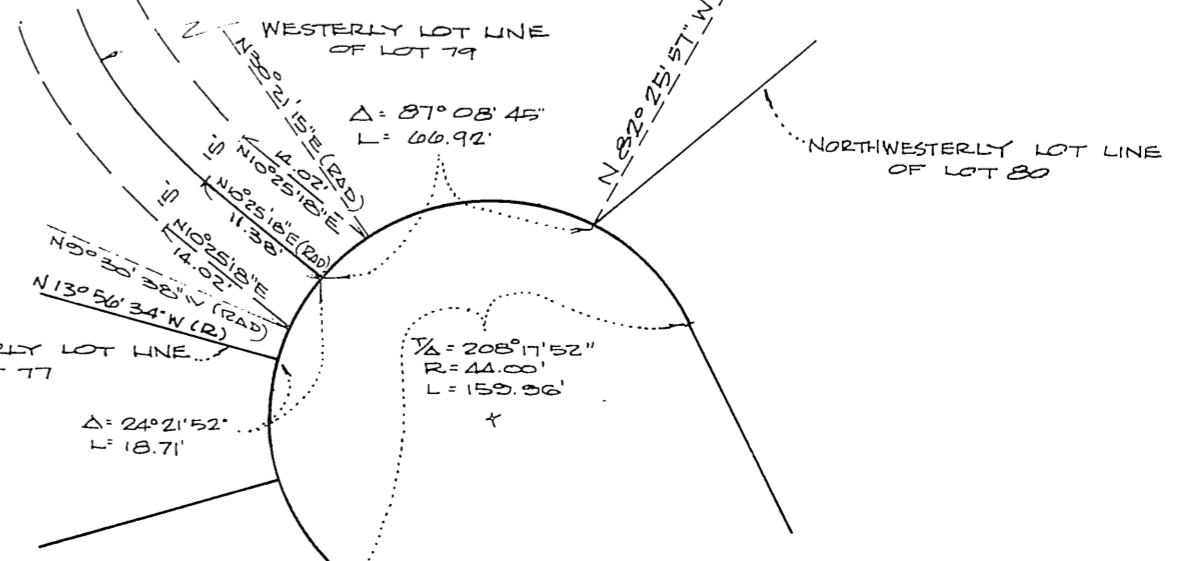 WESTERLY LOT LINE
OF LOT 79
N 82° 25' 57" W
N30° 21' 15" E (RAD)
Δ = 87° 08' 45"
L = 66.92'
NORTHWESTERLY LOT LINE
OF LOT 80
15'
14.02'
N10° 25' 18" E
N10° 25' 18" E (RAD)
11.38'
15'
N10° 25' 18" E
14.02'
N9° 30' 38" W (RAD)
N 13° 56' 34" W (R)
RLY LOT LINE
T 77
T/Δ = 208° 17' 52"
R = 44.00'
L = 159.96'
Δ = 24° 21' 52"
L = 18.71'